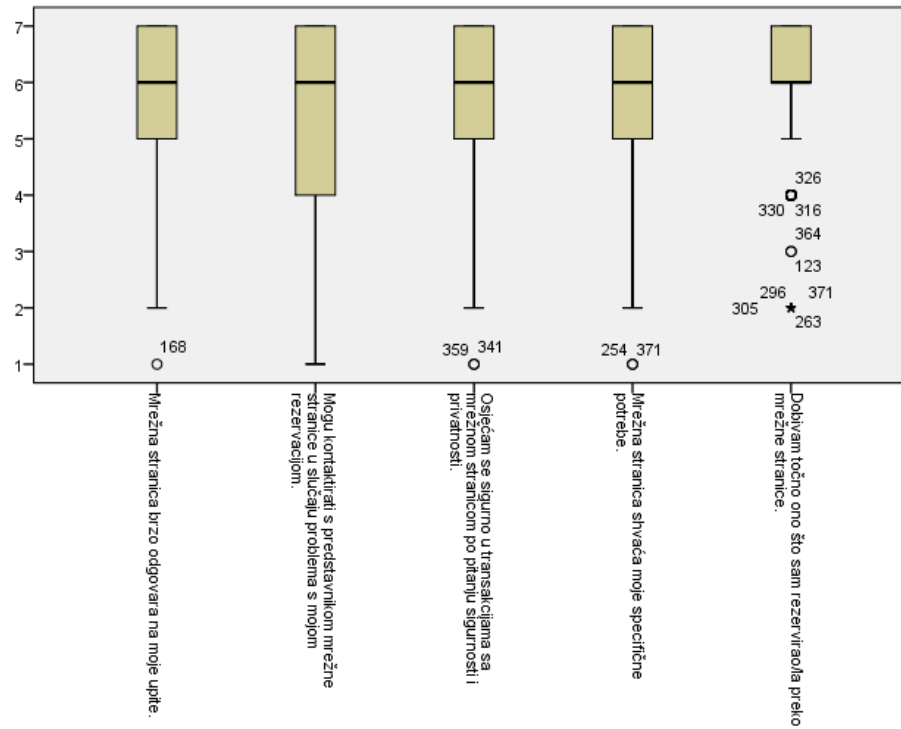 7
6
5
4
3
2
1
168
359 341
254 371
326
330 316
364
123
296 371
305
263
Mrežna stranica brzo odgovara na moje upite.
Mogu kontaktirati s predstavnikom mrežne
stranice u slučaju problema s mojom
rezervacijom.
Osjećam se sigurno u transakcijama sa
mrežnom stranicom po pitanju sigurnosti i
privatnosti.
Mrežna stranica shvaća moje specifične
potrebe.
Dobivam točno ono što sam rezervirao/la preko
mrežne stranice.